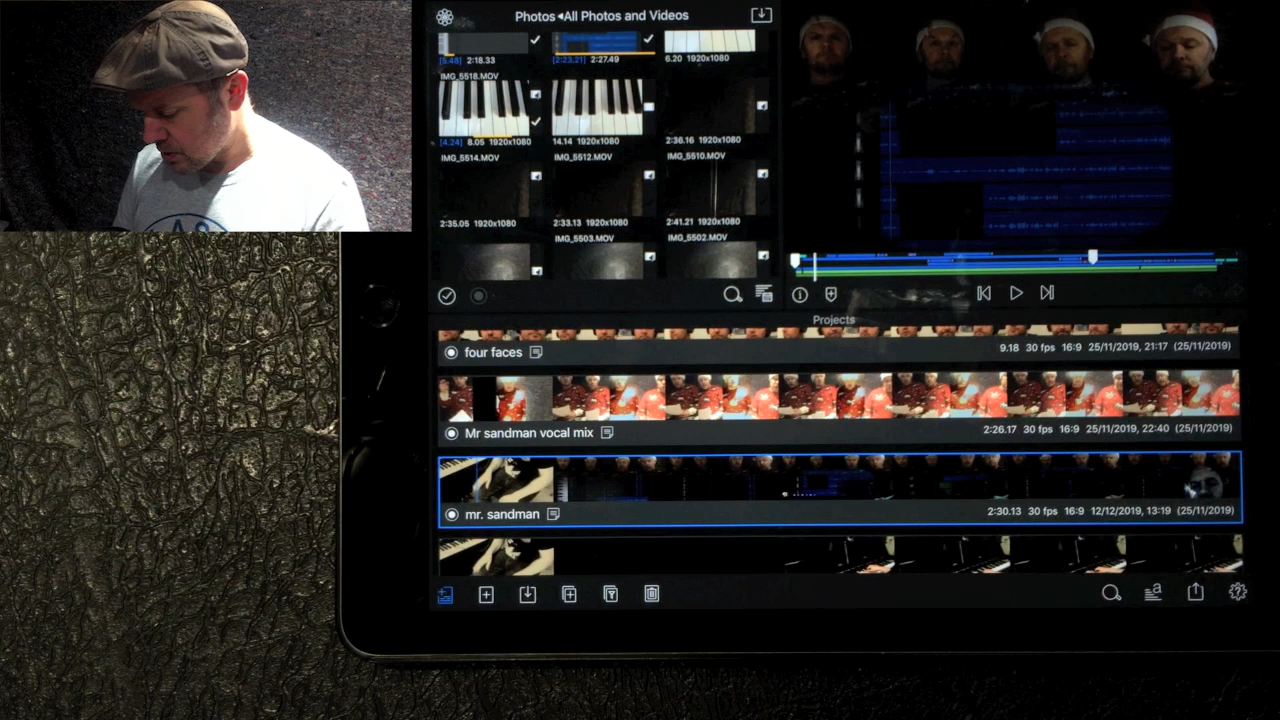 Photos◂All Photos and Videos
[5.48] 2:18.33
[2:23.21] 2:27.49
6.20 1920x1080
IMG_5518.MOV
[4.24] 8.05 1920x1080
14.14 1920x1080
2:36.16 1920x1080
IMG_5514.MOV
IMG_5512.MOV
IMG_5510.MOV
2:35.05 1920x1080
2:33.13 1920x1080
2:41.21 1920x1080
IMG_5503.MOV
IMG_5502.MOV
Projects
four faces
9.18 30 fps 16:9 25/11/2019, 21:17 (25/11/2019)
Mr sandman vocal mix
2:26.17 30 fps 16:9 25/11/2019, 22:40 (25/11/2019)
mr. sandman
2:30.13 30 fps 16:9 12/12/2019, 13:19 (25/11/2019)